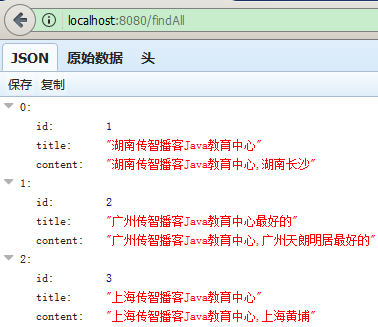 localhost:8080/findAll
JSON 原始数据 头
保存 复制
0:
id: 1
title: "湖南传智播客Java教育中心"
content: "湖南传智播客Java教育中心,湖南长沙"
1:
id: 2
title: "广州传智播客Java教育中心最好的"
content: "广州传智播客Java教育中心,广州天朗明居最好的"
2:
id: 3
title: "上海传智播客Java教育中心"
content: "上海传智播客Java教育中心,上海黄埔"